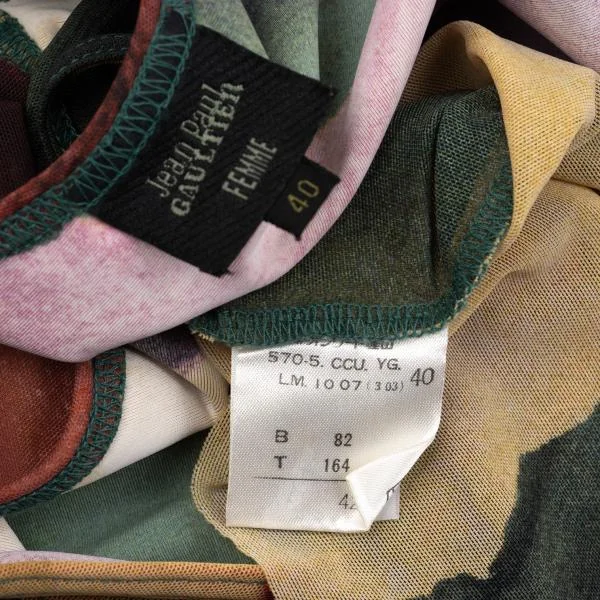 Jean Paul
GAULTIER
FEMME
40
570-5. CCU. YG.
L.M. 1007 (303) 40
B 82
T 164